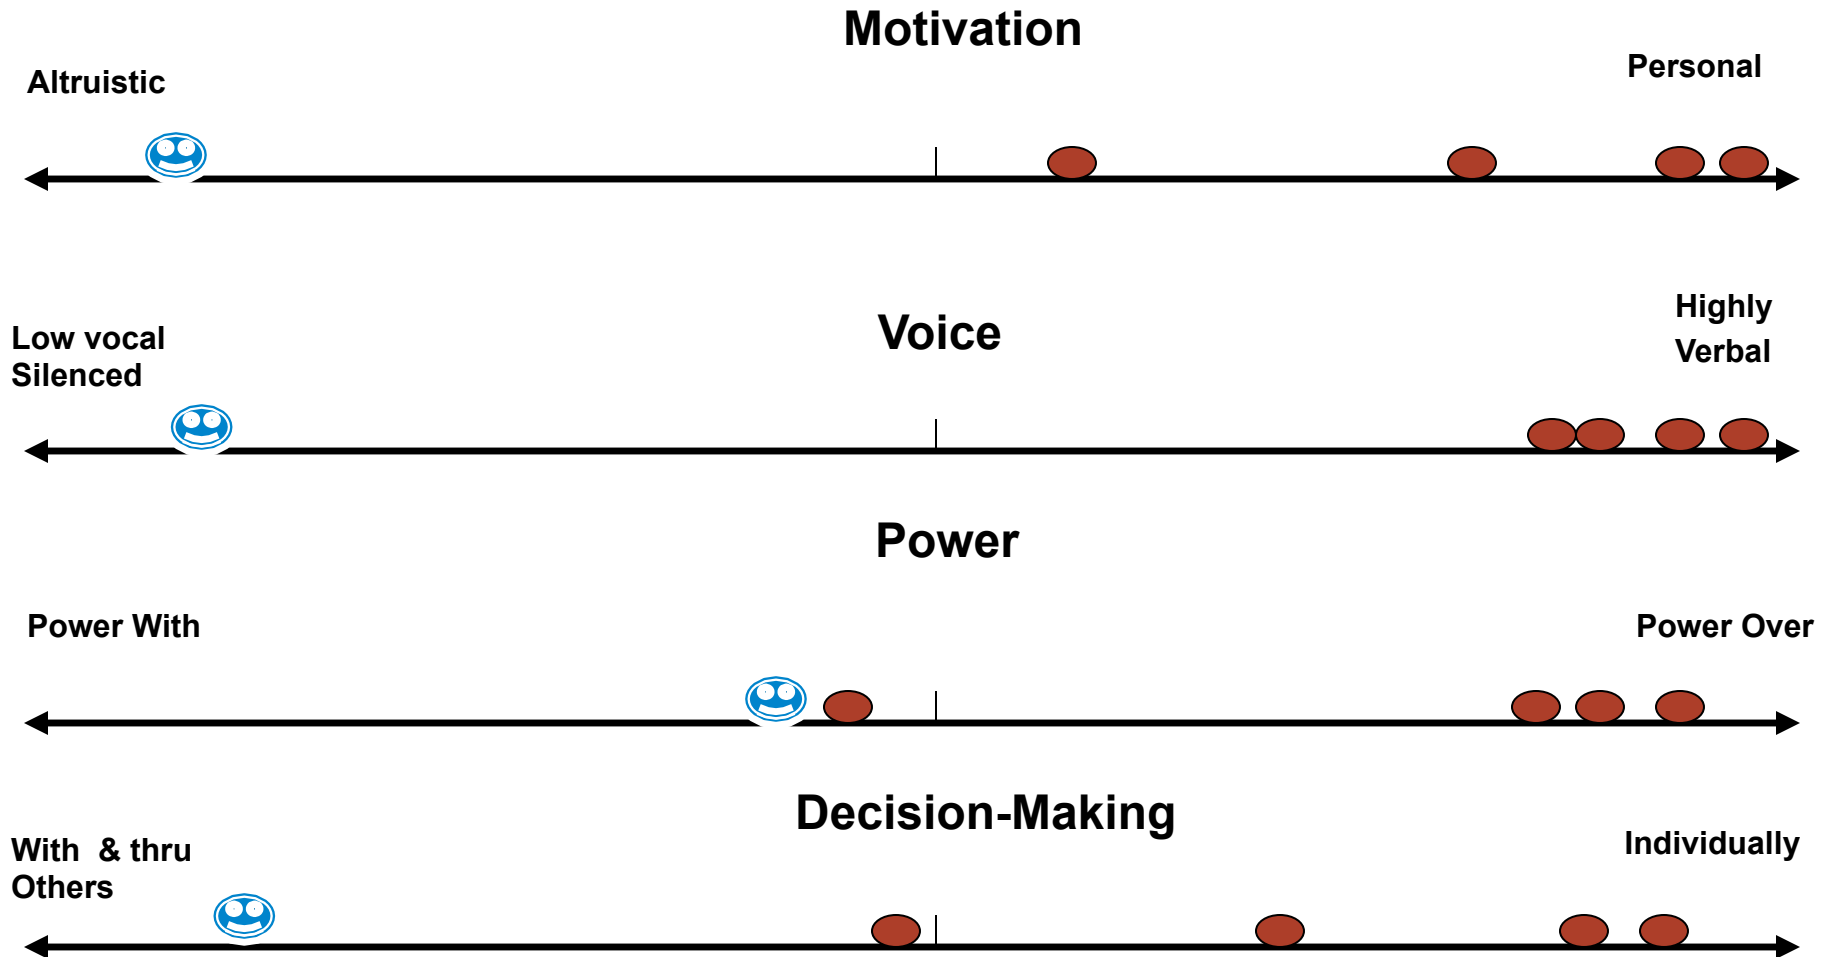 Motivation
Altruistic
Personal
Voice
Low vocal
Silenced
Highly
Verbal
Power
Power With
Power Over
Decision-Making
With & thru
Others
Individually